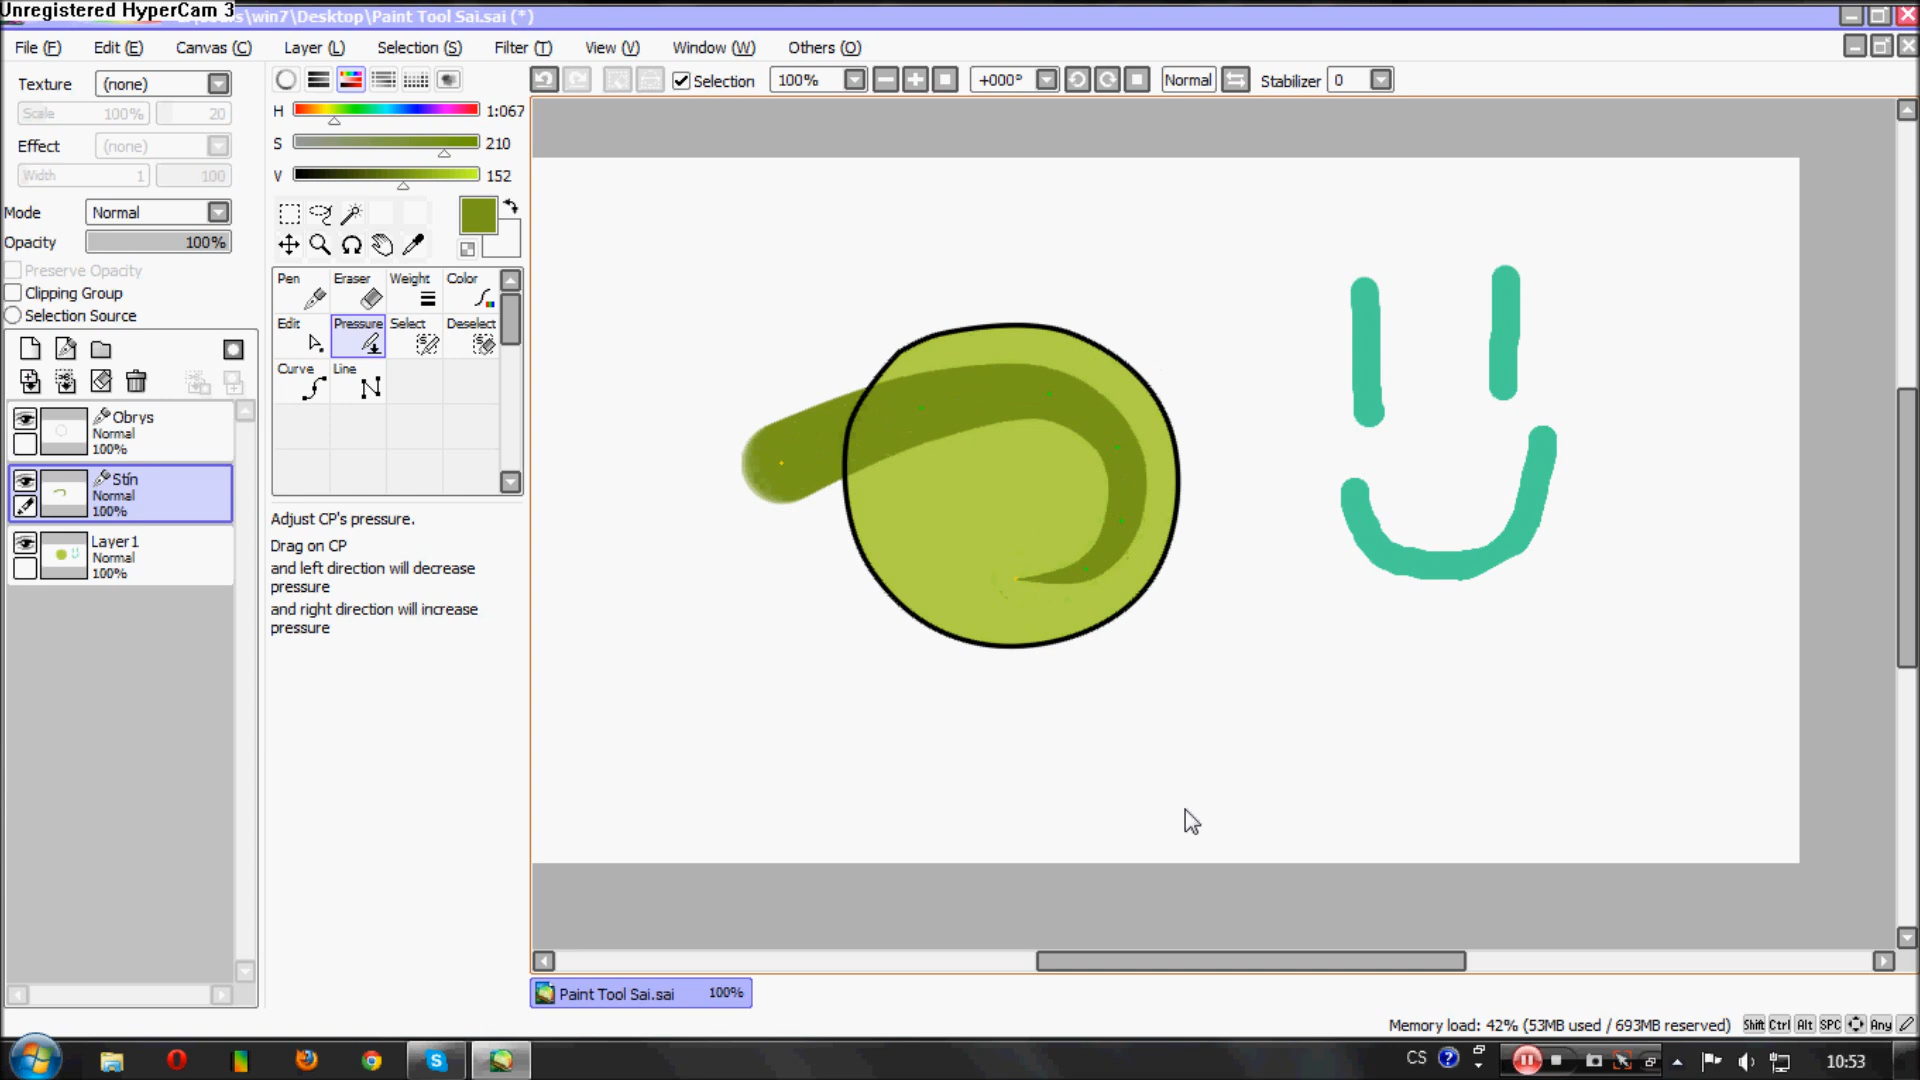 Unregistered HyperCam 3
\win7\Desktop\Paint Tool Sai.sai (*)
File (F) Edit (E) Canvas (C) Layer (L) Selection (S) Filter (T) View (V) Window (W) Others (O)
Texture (none)
Scale 100% 20
Effect (none)
Width 1 100
Mode Normal
Opacity 100%
Preserve Opacity
Clipping Group
Selection Source
Obrys
Normal
100%
Stín
Normal
100%
Layer1
Normal
100%
H 1:067
S 210
V 152
Pen Eraser Weight Color
Edit Pressure Select Deselect
Curve Line
Adjust CP's pressure.
Drag on CP
and left direction will decrease
pressure
and right direction will increase
pressure
Selection 100% +000° Normal Stabilizer 0
Paint Tool Sai.sai 100%
Memory load: 42% (53MB used / 693MB reserved) Shift Ctrl Alt SPC Any
CS 10:53